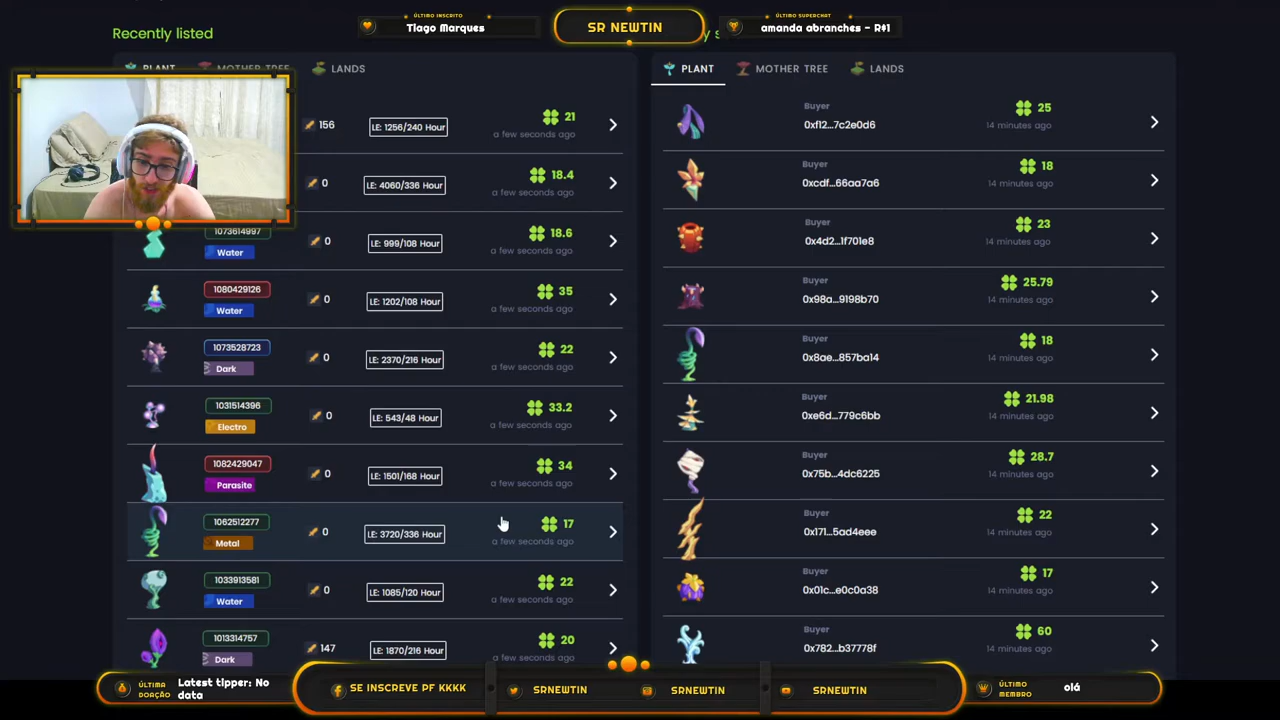 Recently listed
ÚLTIMO INSCRITO
Tiago Marques
SR NEWTIN
ÚLTIMO SUPERCHAT
amanda abranches - R$1
PLANT
MOTHER TREE
LANDS
156
LE: 1256/240 Hour
21
a few seconds ago
0
LE: 4060/336 Hour
18.4
a few seconds ago
1073614997
Water
0
LE: 999/108 Hour
18.6
a few seconds ago
1080429126
Water
0
LE: 1202/108 Hour
35
a few seconds ago
1073528723
Dark
0
LE: 2370/216 Hour
22
a few seconds ago
1031514396
Electro
0
LE: 543/48 Hour
33.2
a few seconds ago
1082429047
Parasite
0
LE: 1501/168 Hour
34
a few seconds ago
1062512277
Metal
0
LE: 3720/336 Hour
17
a few seconds ago
1033913581
Water
0
LE: 1085/120 Hour
22
a few seconds ago
1013314757
Dark
147
LE: 1870/216 Hour
20
a few seconds ago
PLANT
MOTHER TREE
LANDS
Buyer
0xf12...7c2e0d6
25
14 minutes ago
Buyer
0xcdf...66aa7a6
18
14 minutes ago
Buyer
0x4d2...1f701e8
23
14 minutes ago
Buyer
0x98a...9198b70
25.79
14 minutes ago
Buyer
0x8ae...857ba14
18
14 minutes ago
Buyer
0xe6d...779c6bb
21.98
14 minutes ago
Buyer
0x75b...4dc6225
28.7
14 minutes ago
Buyer
0x171...5ad4eee
22
14 minutes ago
Buyer
0x01c...e0c0a38
17
14 minutes ago
Buyer
0x782...b37778f
60
14 minutes ago
ÚLTIMA
DOAÇÃO
Latest tipper: No
data
SE INSCREVE PF KKKK
SRNEWTIN
SRNEWTIN
SRNEWTIN
ÚLTIMO
MEMBRO
olá